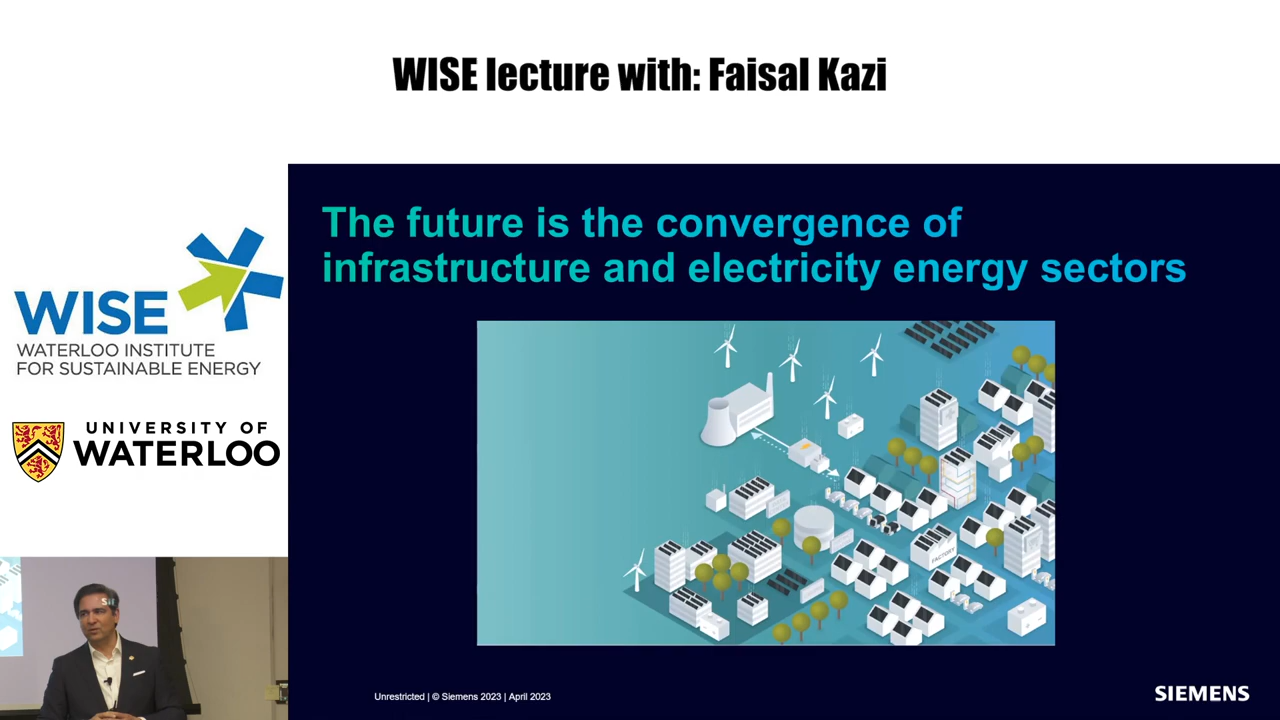 WISE lecture with: Faisal Kazi
WISE
WATERLOO INSTITUTE
FOR SUSTAINABLE ENERGY
UNIVERSITY OF
WATERLOO
The future is the convergence of
infrastructure and electricity energy sectors
FACTORY
Unrestricted | © Siemens 2023 | April 2023
SIEMENS